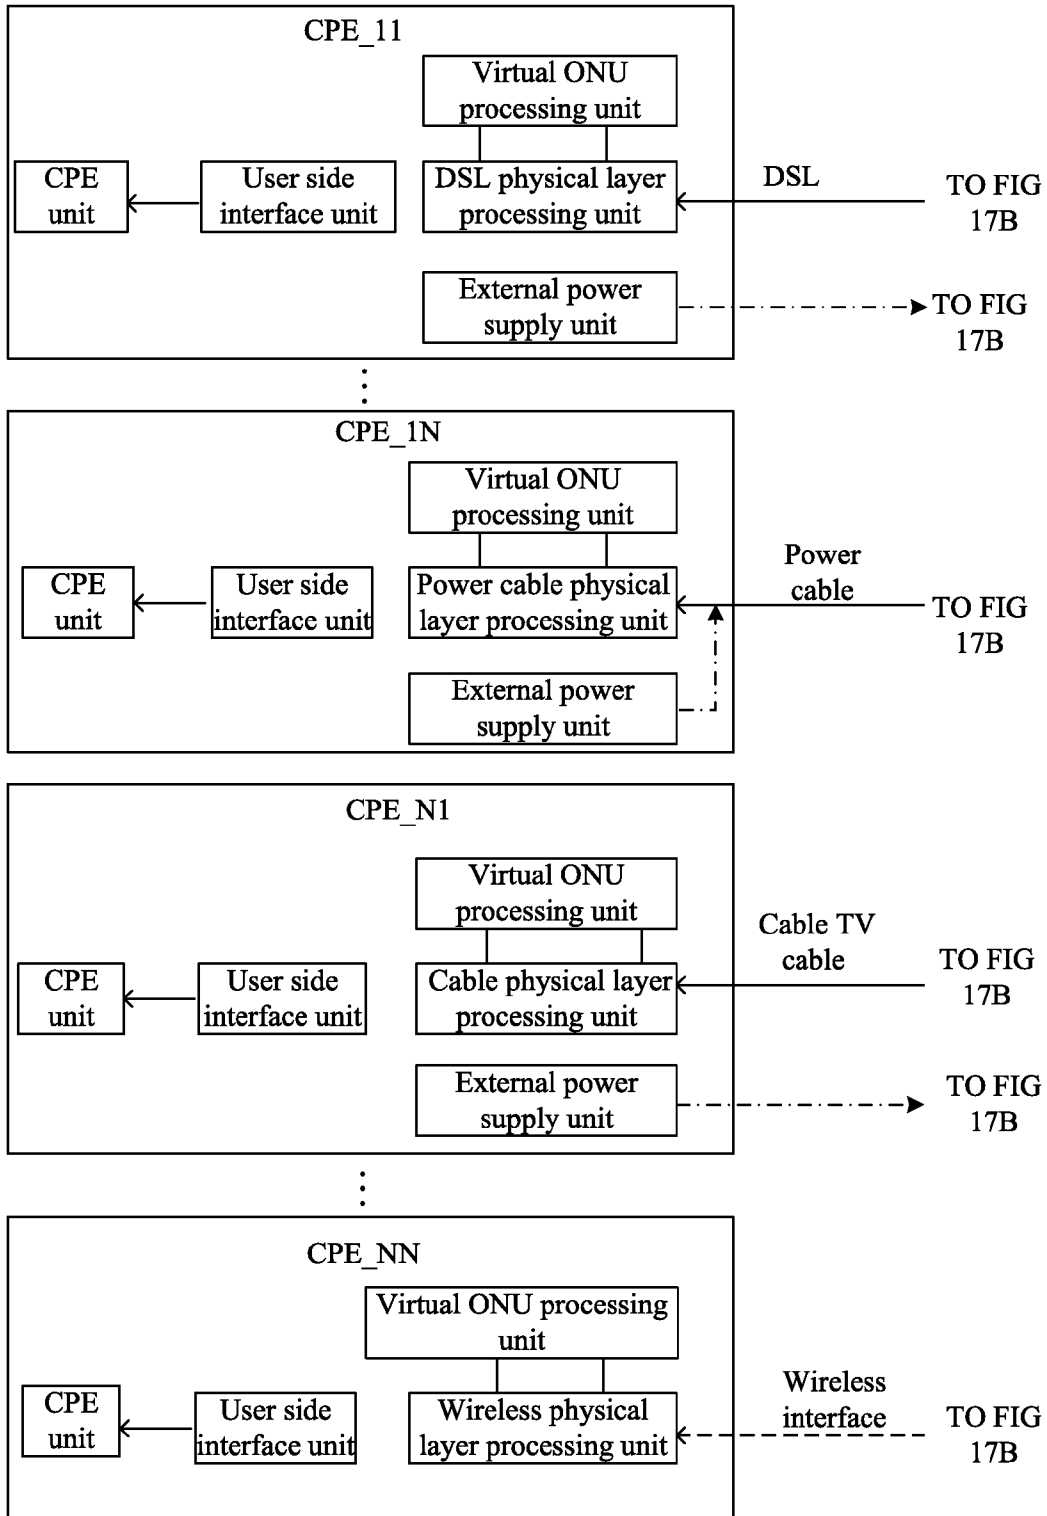 CPE_11
Virtual ONU
processing unit
CPE
unit
User side
interface unit
DSL physical layer
processing unit
DSL
TO FIG
17B
External power
supply unit
TO FIG
17B
CPE_1N
Virtual ONU
processing unit
CPE
unit
User side
interface unit
Power cable physical
layer processing unit
Power
cable
TO FIG
17B
External power
supply unit
CPE_N1
Virtual ONU
processing unit
CPE
unit
User side
interface unit
Cable physical layer
processing unit
Cable TV
cable
TO FIG
17B
External power
supply unit
TO FIG
17B
CPE_NN
Virtual ONU processing
unit
CPE
unit
User side
interface unit
Wireless physical
layer processing unit
Wireless
interface
TO FIG
17B